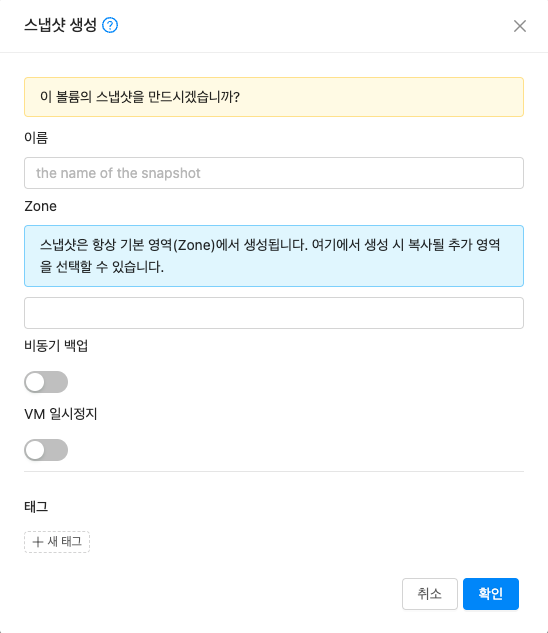 스냅샷 생성
이 볼륨의 스냅샷을 만드시겠습니까?
이름
the name of the snapshot
Zone
스냅샷은 항상 기본 영역(Zone)에서 생성됩니다. 여기에서 생성 시 복사될 추가 영역
을 선택할 수 있습니다.
비동기 백업
VM 일시정지
태그
+ 새 태그
취소
확인